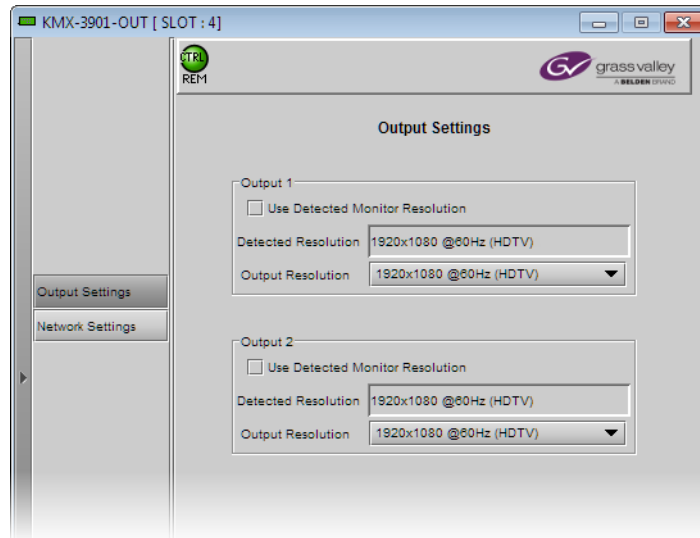 KMX-3901-OUT [ SLOT : 4]
CTRL
REM
GV grass valley
A BELDEN BRAND
Output Settings
Output 1
Use Detected Monitor Resolution
Detected Resolution 1920x1080 @60Hz (HDTV)
Output Resolution 1920x1080 @60Hz (HDTV)
Output Settings
Network Settings
Output 2
Use Detected Monitor Resolution
Detected Resolution 1920x1080 @60Hz (HDTV)
Output Resolution 1920x1080 @60Hz (HDTV)